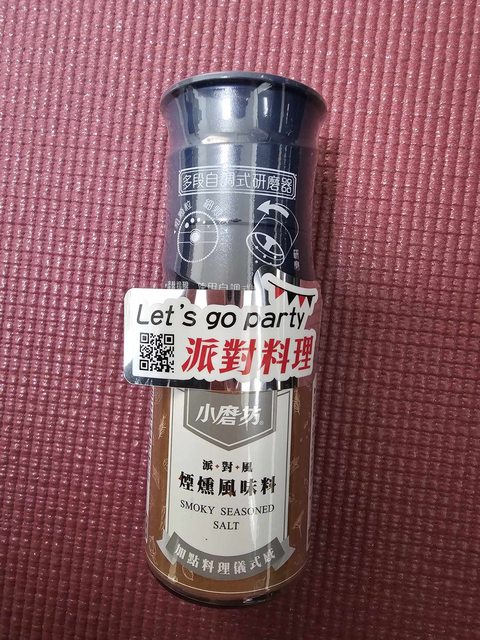 多段自調式研磨器
Let's go party
派對料理
小磨坊
派・對・風
煙燻風味料
SMOKY SEASONED
SALT
加點料理儀式感